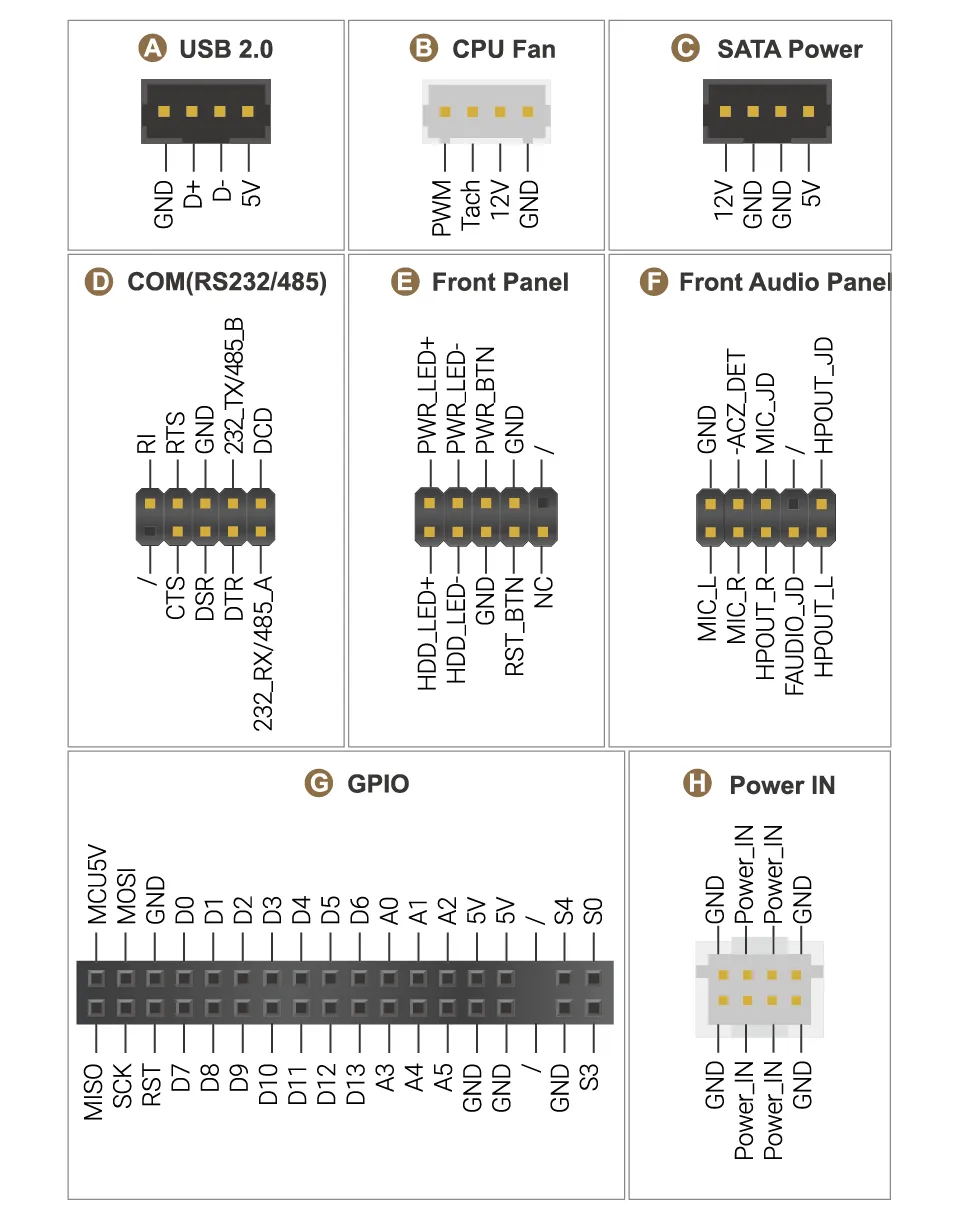 A USB 2.0
GND D+ D- 5V
B CPU Fan
PWM Tach 12V GND
C SATA Power
12V GND GND 5V
D COM(RS232/485)
RI RTS GND 232_TX/485_B DCD
/ CTS DSR DTR 232_RX/485_A
E Front Panel
PWR_LED+ PWR_LED- PWR_BTN GND /
HDD_LED+ HDD_LED- GND RST_BTN NC
F Front Audio Panel
GND -ACZ_DET MIC_JD / HPOUT_JD
MIC_L MIC_R HPOUT_R FAUDIO_JD HPOUT_L
G GPIO
MCU5V MOSI GND D0 D1 D2 D3 D4 D5 D6 A0 A1 A2 5V 5V / S4 S0
MISO SCK RST D7 D8 D9 D10 D11 D12 D13 A3 A4 A5 GND GND / GND S3
H Power IN
GND Power_IN Power_IN GND
GND Power_IN Power_IN GND